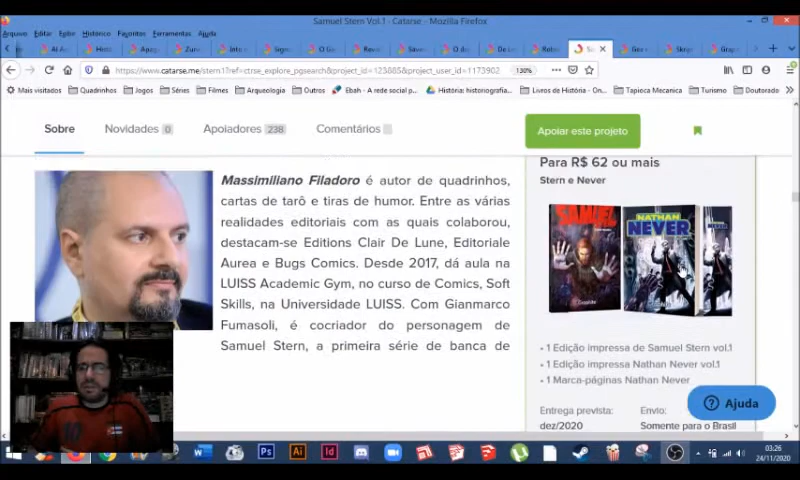 Samuel Stern Vol.1 - Catarse - Mozilla Firefox
Arquivo Editar Exibir Histórico Favoritos Ferramentas Ajuda
https://www.catarse.me/stern1?ref=ctrse_explore_pgsearch&project_id=123885&project_user_id=1173902
130%
Mais visitados Quadrinhos Jogos Séries Filmes Arqueologia Outros Ebah - A rede social p... História: historiografi... Livros de História - On... Tapioca Mecanica Turismo Doutorado
Sobre Novidades 0 Apoiadores 238 Comentários
Apoiar este projeto
Massimiliano Filadoro é autor de quadrinhos,
cartas de tarô e tiras de humor. Entre as várias
realidades editoriais com as quais colaborou,
destacam-se Editions Clair De Lune, Editoriale
Aurea e Bugs Comics. Desde 2017, dá aula na
LUISS Academic Gym, no curso de Comics, Soft
Skills, na Universidade LUISS. Com Gianmarco
Fumasoli, é cocriador do personagem de
Samuel Stern, a primeira série de banca de
Para R$ 62 ou mais
Stern e Never
SAMUEL
NATHAN
NEVER
• 1 Edição impressa de Samuel Stern vol.1
• 1 Edição impressa Nathan Never vol.1
• 1 Marca-páginas Nathan Never
Entrega prevista:
dez/2020
Envio:
Somente para o Brasil
Ajuda
03:26
24/11/2020